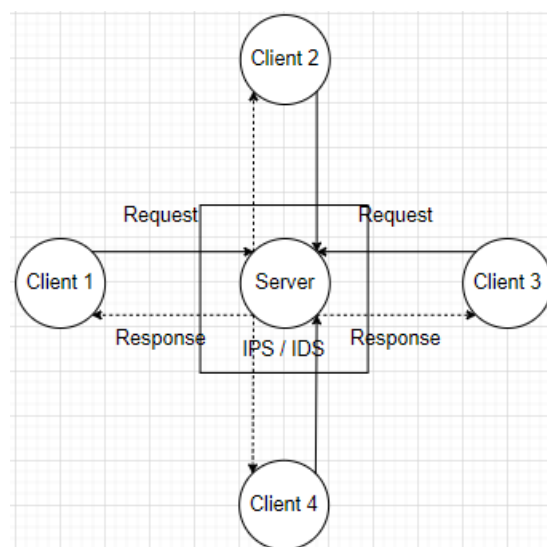 Client 2
Request
Request
Client 1
Server
Client 3
Response
IPS / IDS
Response
Client 4